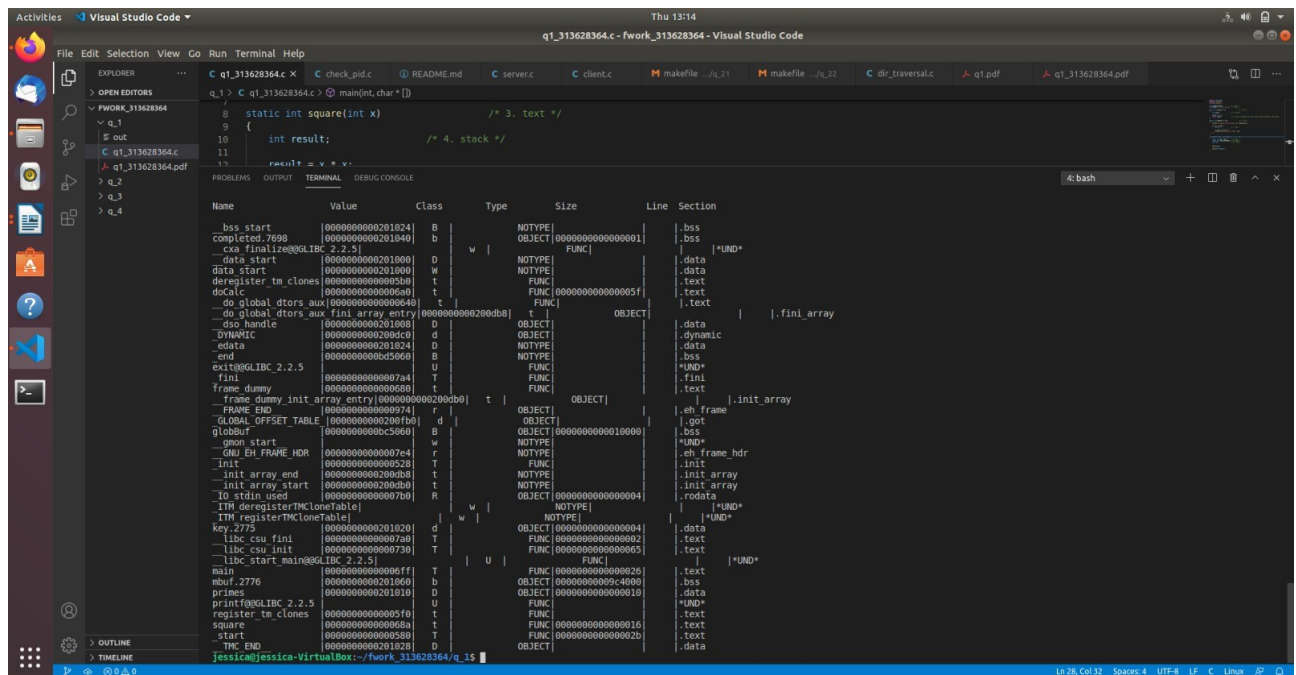 Activities Visual Studio Code ▾ Thu 13:14
q1_313628364.c - fwork_313628364 - Visual Studio Code
File Edit Selection View Go Run Terminal Help
EXPLORER ···
> OPEN EDITORS
FWORK_313628364
q_1
out
C q1_313628364.c
q1_313628364.pdf
> q_2
> q_3
> q_4
> OUTLINE
> TIMELINE
C q1_313628364.c × C check_pid.c README.md C server.c C client.c M makefile .../q_21 M makefile .../q_22 C dir_traversal.c q1.pdf q1_313628364.pdf
q_1 > C q1_313628364.c > main(int, char * [])
7
8 static int square(int x) /* 3. text */
9 {
10 int result; /* 4. stack */
11
12 result = x * x;
PROBLEMS OUTPUT TERMINAL DEBUG CONSOLE 4: bash
Name Value Class Type Size Line Section
__bss_start |0000000000201024| B | NOTYPE| | |.bss
completed.7698 |0000000000201040| b | OBJECT|0000000000000001| |.bss
__cxa_finalize@@GLIBC_2.2.5| | w | FUNC| | |*UND*
__data_start |0000000000201000| D | NOTYPE| | |.data
data_start |0000000000201000| W | NOTYPE| | |.data
deregister_tm_clones|00000000000005b0| t | FUNC| | |.text
doCalc |00000000000006a0| t | FUNC|000000000000005f| |.text
__do_global_dtors_aux|0000000000000640| t | FUNC| | |.text
__do_global_dtors_aux_fini_array_entry|0000000000200db8| t | OBJECT| | |.fini_array
__dso_handle |0000000000201008| D | OBJECT| | |.data
_DYNAMIC |0000000000200dc0| d | OBJECT| | |.dynamic
_edata |0000000000201024| D | NOTYPE| | |.data
_end |0000000000bd5060| B | NOTYPE| | |.bss
exit@@GLIBC_2.2.5 | | U | FUNC| | |*UND*
_fini |00000000000007a4| T | FUNC| | |.fini
frame_dummy |0000000000000680| t | FUNC| | |.text
__frame_dummy_init_array_entry|0000000000200db0| t | OBJECT| | |.init_array
__FRAME_END__ |0000000000000974| r | OBJECT| | |.eh_frame
_GLOBAL_OFFSET_TABLE_|0000000000200fb0| d | OBJECT| | |.got
globBuf |0000000000bc5060| B | OBJECT|0000000000010000| |.bss
__gmon_start__ | | w | NOTYPE| | |*UND*
__GNU_EH_FRAME_HDR |00000000000007e4| r | NOTYPE| | |.eh_frame_hdr
_init |0000000000000528| T | FUNC| | |.init
__init_array_end |0000000000200db8| t | NOTYPE| | |.init_array
__init_array_start |0000000000200db0| t | NOTYPE| | |.init_array
_IO_stdin_used |00000000000007b0| R | OBJECT|0000000000000004| |.rodata
_ITM_deregisterTMCloneTable| | w | NOTYPE| | |*UND*
_ITM_registerTMCloneTable| | w | NOTYPE| | |*UND*
key.2775 |0000000000201020| d | OBJECT|0000000000000004| |.data
__libc_csu_fini |00000000000007a0| T | FUNC|0000000000000002| |.text
__libc_csu_init |0000000000000730| T | FUNC|0000000000000065| |.text
__libc_start_main@@GLIBC_2.2.5| | U | FUNC| | |*UND*
main |00000000000006ff| T | FUNC|0000000000000026| |.text
mbuf.2776 |0000000000201060| b | OBJECT|00000000009c4000| |.bss
primes |0000000000201010| D | OBJECT|0000000000000010| |.data
printf@@GLIBC_2.2.5 | | U | FUNC| | |*UND*
register_tm_clones |00000000000005f0| t | FUNC| | |.text
square |000000000000068a| t | FUNC|0000000000000016| |.text
_start |0000000000000580| T | FUNC|000000000000002b| |.text
__TMC_END__ |0000000000201028| D | OBJECT| | |.data
jessica@jessica-VirtualBox:~/fwork_313628364/q_1$
0 0 Ln 28, Col 32 Spaces: 4 UTF-8 LF C Linux